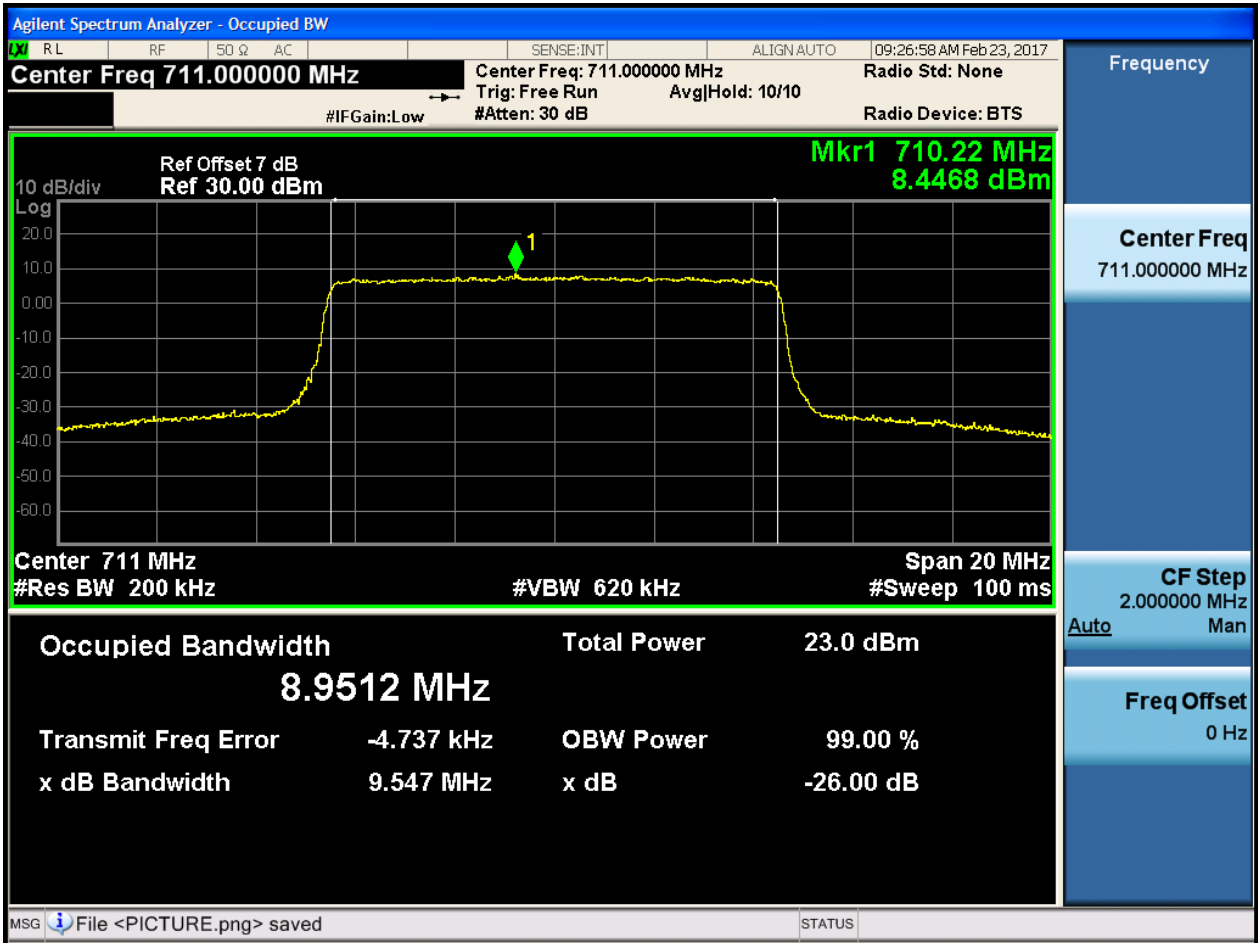 Agilent Spectrum Analyzer - Occupied BW
LXI RL RF 50 Ω AC SENSE:INT ALIGN AUTO 09:26:58 AM Feb 23, 2017
Center Freq 711.000000 MHz
Center Freq: 711.000000 MHz
Radio Std: None
Trig: Free Run Avg|Hold: 10/10
#IFGain:Low
#Atten: 30 dB
Radio Device: BTS
Mkr1 710.22 MHz
8.4468 dBm
Ref Offset 7 dB
10 dB/div Ref 30.00 dBm
Log
20.0
10.0
0.00
-10.0
-20.0
-30.0
-40.0
-50.0
-60.0
1
Center 711 MHz Span 20 MHz
#Res BW 200 kHz #VBW 620 kHz #Sweep 100 ms
Occupied Bandwidth Total Power 23.0 dBm
8.9512 MHz
Transmit Freq Error -4.737 kHz OBW Power 99.00 %
x dB Bandwidth 9.547 MHz x dB -26.00 dB
Frequency
Center Freq
711.000000 MHz
CF Step
2.000000 MHz
Auto Man
Freq Offset
0 Hz
MSG File <PICTURE.png> saved STATUS